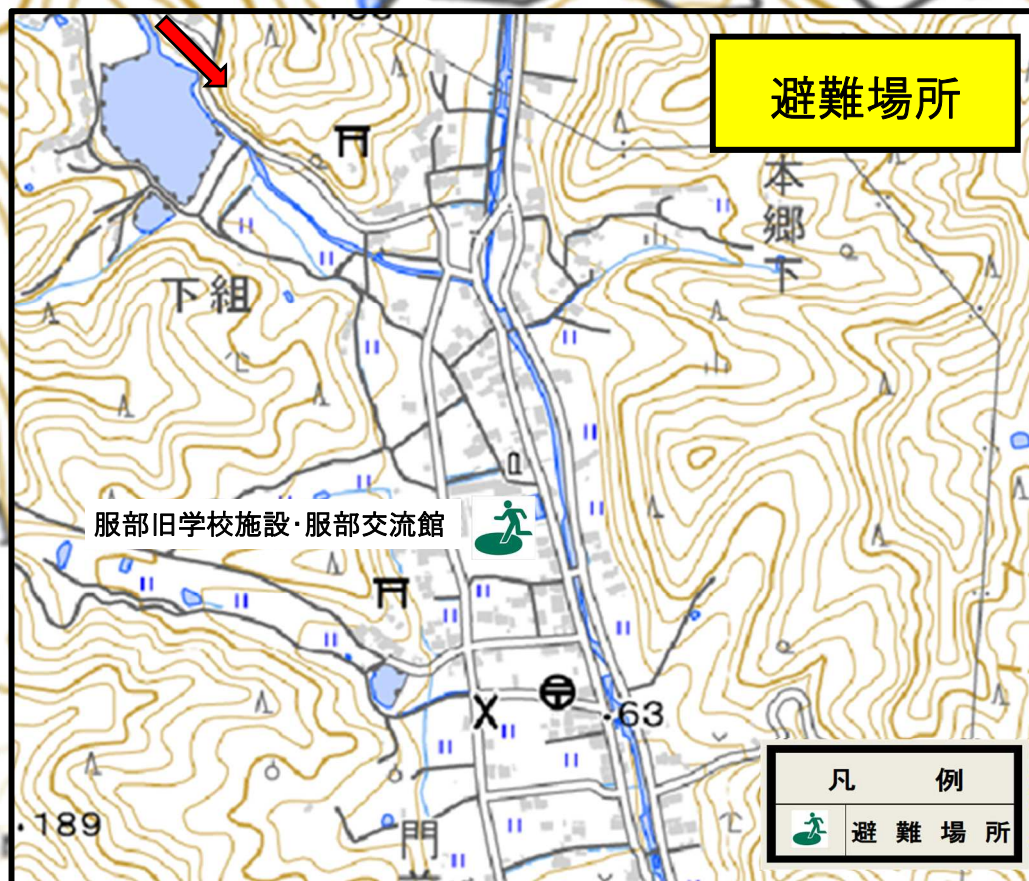 避難場所
本郷下
下組
服部旧学校施設・服部交流館
・63
・189
門
凡 例
避難場所